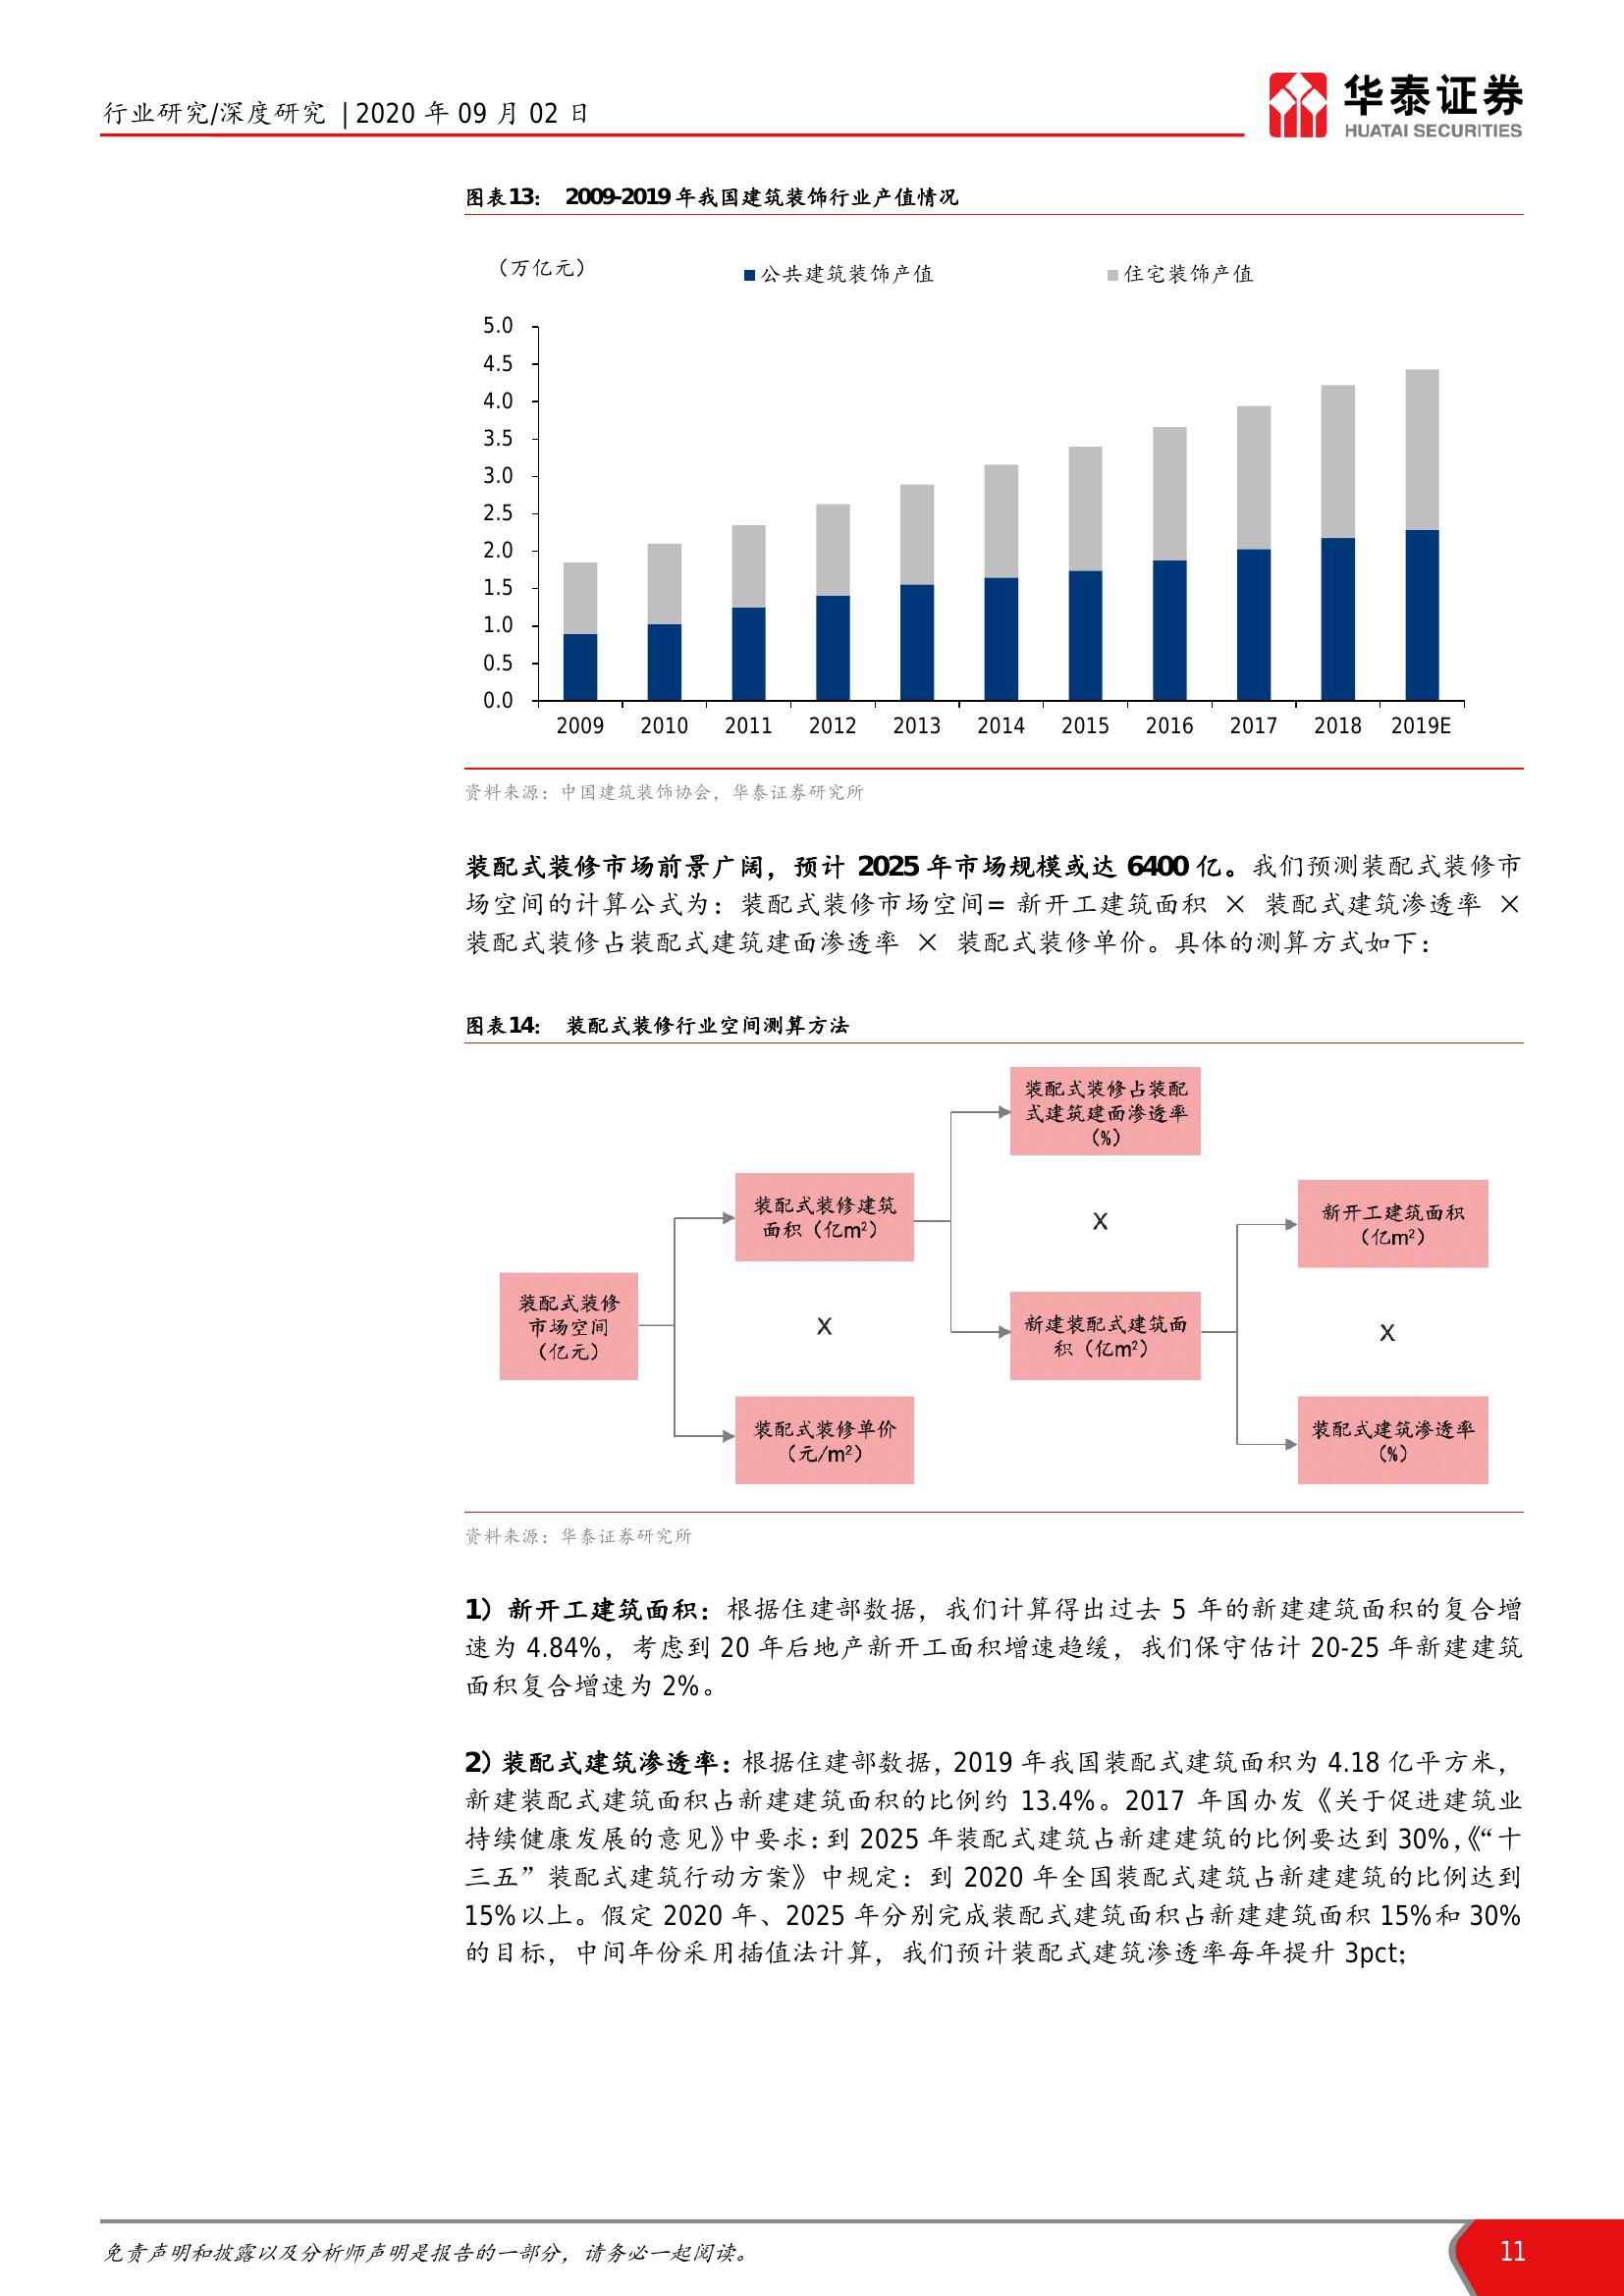 行业研究/深度研究 | 2020 年 09 月 02 日
华泰证券
HUATAI SECURITIES
图表13： 2009-2019 年我国建筑装饰行业产值情况
（万亿元）
公共建筑装饰产值
住宅装饰产值
5.0
4.5
4.0
3.5
3.0
2.5
2.0
1.5
1.0
0.5
0.0
2009 2010 2011 2012 2013 2014 2015 2016 2017 2018 2019E
资料来源：中国建筑装饰协会，华泰证券研究所
装配式装修市场前景广阔，预计 2025 年市场规模或达 6400 亿。我们预测装配式装修市
场空间的计算公式为：装配式装修市场空间= 新开工建筑面积 × 装配式建筑渗透率 ×
装配式装修占装配式建筑建面渗透率 × 装配式装修单价。具体的测算方式如下：
图表14： 装配式装修行业空间测算方法
装配式装修占装配
式建筑建面渗透率
（%）
装配式装修建筑
面积（亿m²）
X
新开工建筑面积
（亿m²）
装配式装修
市场空间
（亿元）
X
新建装配式建筑面
积（亿m²）
X
装配式装修单价
（元/m²）
装配式建筑渗透率
（%）
资料来源：华泰证券研究所
1）新开工建筑面积：根据住建部数据，我们计算得出过去 5 年的新建建筑面积的复合增
速为 4.84%，考虑到 20 年后地产新开工面积增速趋缓，我们保守估计 20-25 年新建建筑
面积复合增速为 2%。
2）装配式建筑渗透率：根据住建部数据，2019 年我国装配式建筑面积为 4.18 亿平方米，
新建装配式建筑面积占新建建筑面积的比例约 13.4%。2017 年国办发《关于促进建筑业
持续健康发展的意见》中要求：到 2025 年装配式建筑占新建建筑的比例要达到 30%，《“十
三五”装配式建筑行动方案》中规定：到 2020 年全国装配式建筑占新建建筑的比例达到
15%以上。假定 2020 年、2025 年分别完成装配式建筑面积占新建建筑面积 15%和 30%
的目标，中间年份采用插值法计算，我们预计装配式建筑渗透率每年提升 3pct；
免责声明和披露以及分析师声明是报告的一部分，请务必一起阅读。
11